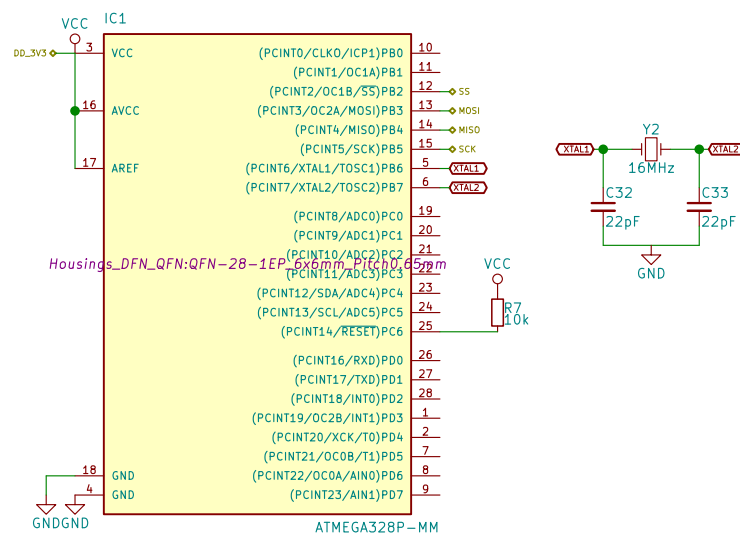 VCC
IC1
DD_3V3
3
VCC
16
AVCC
17
AREF
18
GND
4
GND
GND
GND
(PCINT0/CLKO/ICP1)PB0
10
(PCINT1/OC1A)PB1
11
(PCINT2/OC1B/SS)PB2
12
SS
(PCINT3/OC2A/MOSI)PB3
13
MOSI
(PCINT4/MISO)PB4
14
MISO
(PCINT5/SCK)PB5
15
SCK
(PCINT6/XTAL1/TOSC1)PB6
5
XTAL1
(PCINT7/XTAL2/TOSC2)PB7
6
XTAL2
(PCINT8/ADC0)PC0
19
(PCINT9/ADC1)PC1
20
(PCINT10/ADC2)PC2
21
Housings_DFN_QFN:QFN-28-1EP_6x6mm_Pitch0.65mm
(PCINT11/ADC3)PC3
22
(PCINT12/SDA/ADC4)PC4
23
(PCINT13/SCL/ADC5)PC5
24
(PCINT14/RESET)PC6
25
(PCINT16/RXD)PD0
26
(PCINT17/TXD)PD1
27
(PCINT18/INT0)PD2
28
(PCINT19/OC2B/INT1)PD3
1
(PCINT20/XCK/T0)PD4
2
(PCINT21/OC0B/T1)PD5
7
(PCINT22/OC0A/AIN0)PD6
8
(PCINT23/AIN1)PD7
9
ATMEGA328P-MM
VCC
R7
10k
Y2
XTAL1
XTAL2
16MHz
C32
22pF
C33
22pF
GND